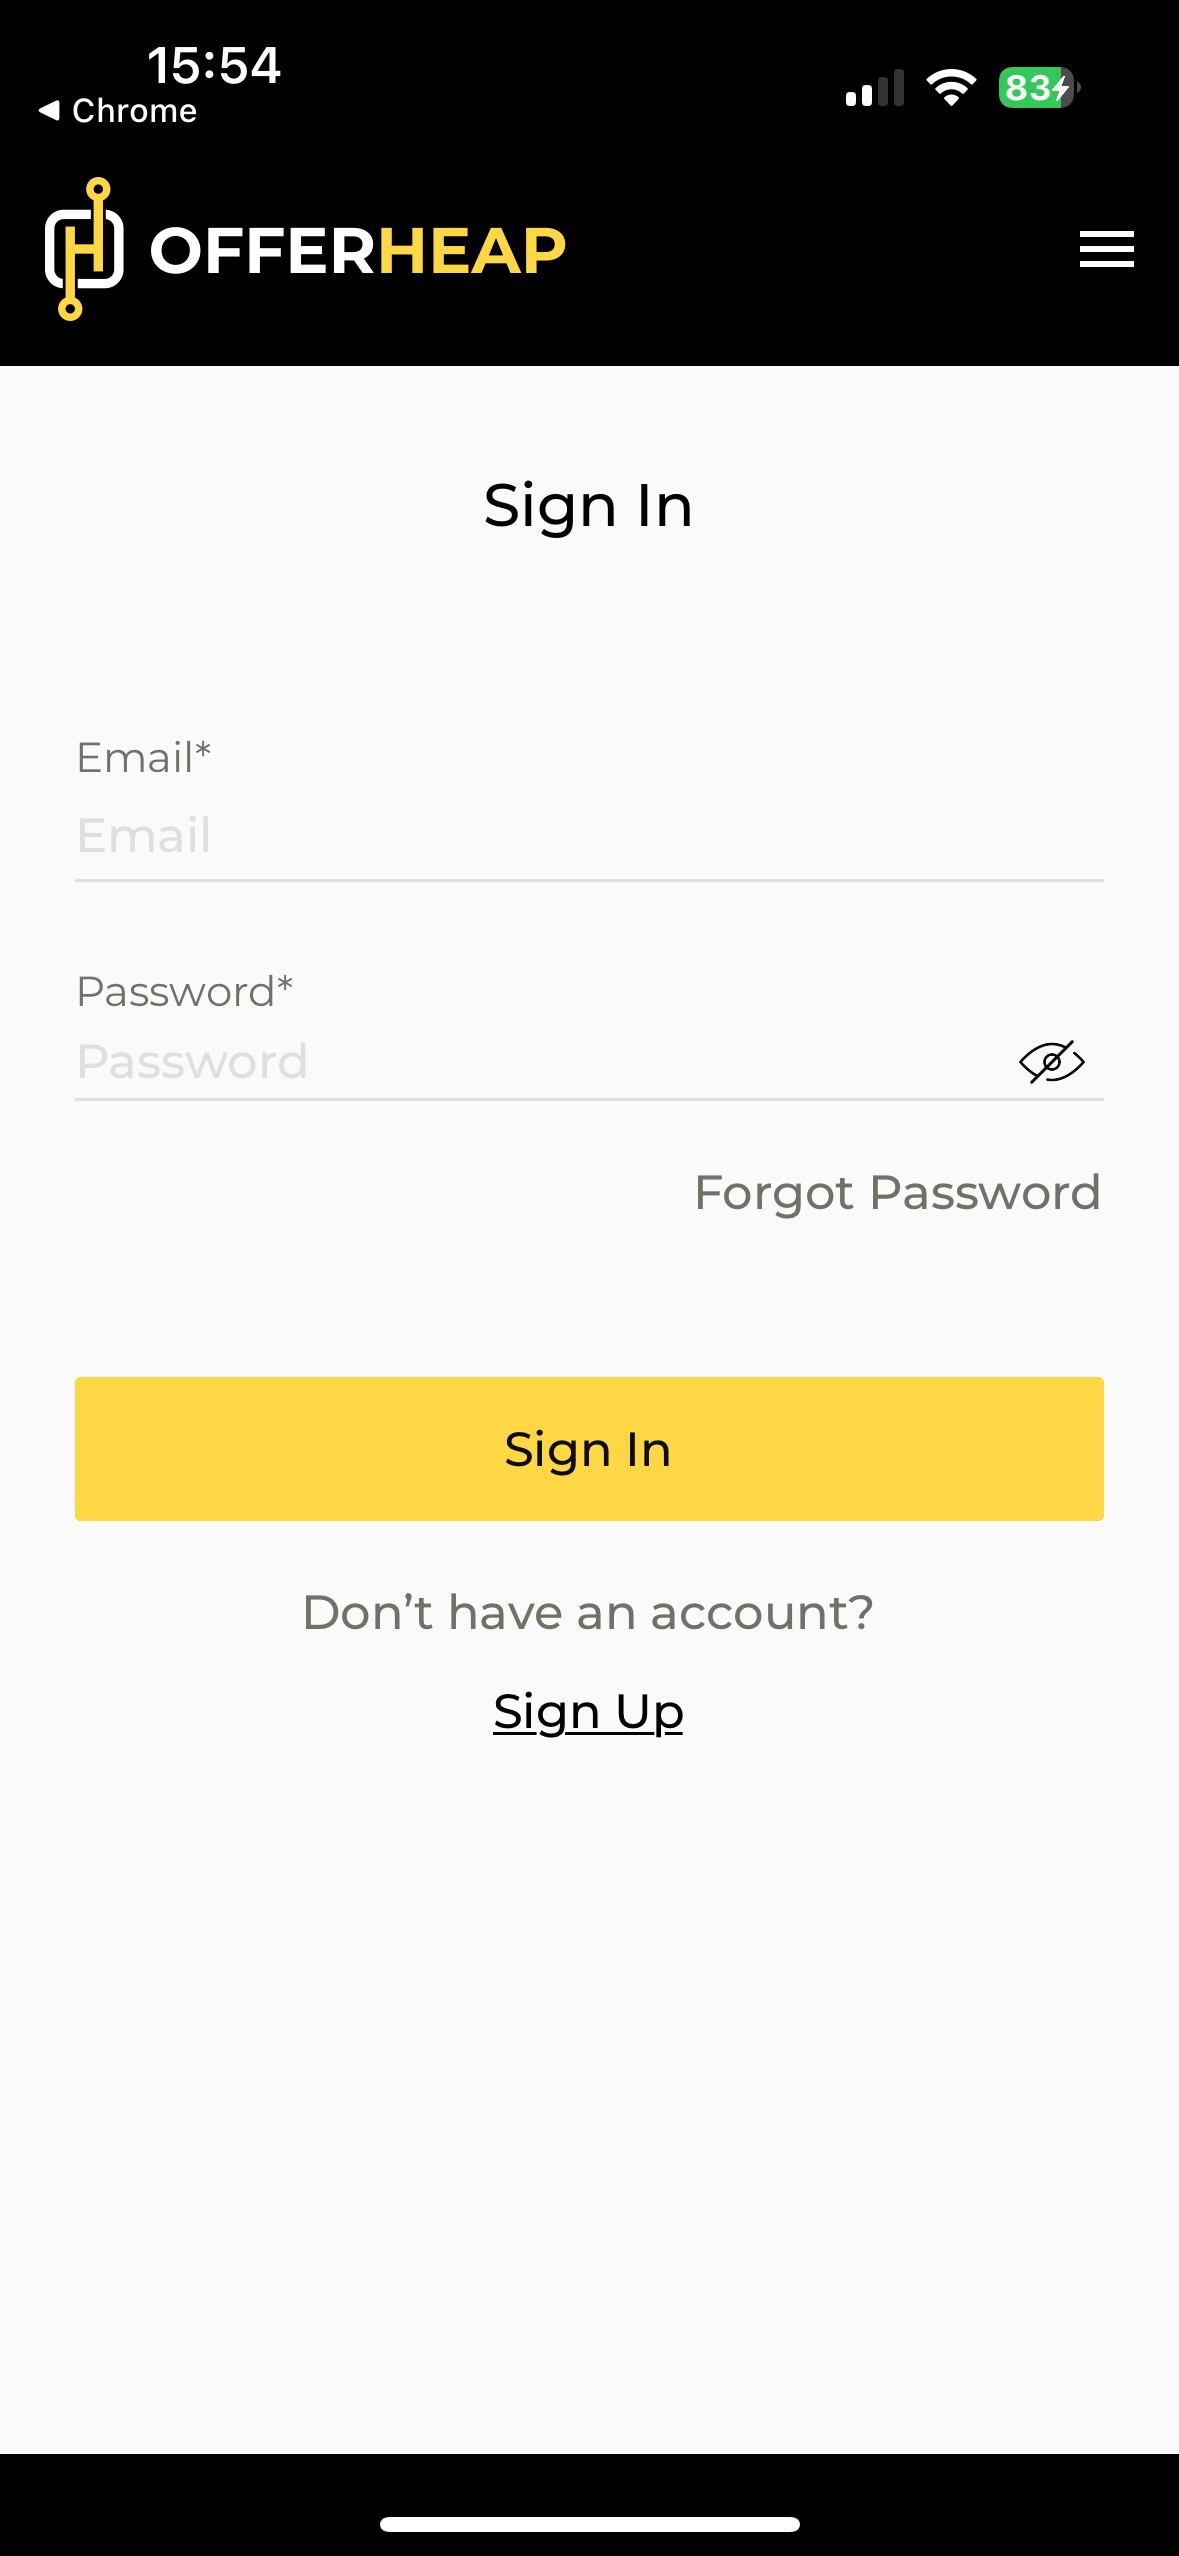 15:54
◀ Chrome
83
OFFERHEAP
Sign In
Email*
Email
Password*
Password
Forgot Password
Sign In
Don’t have an account?
Sign Up